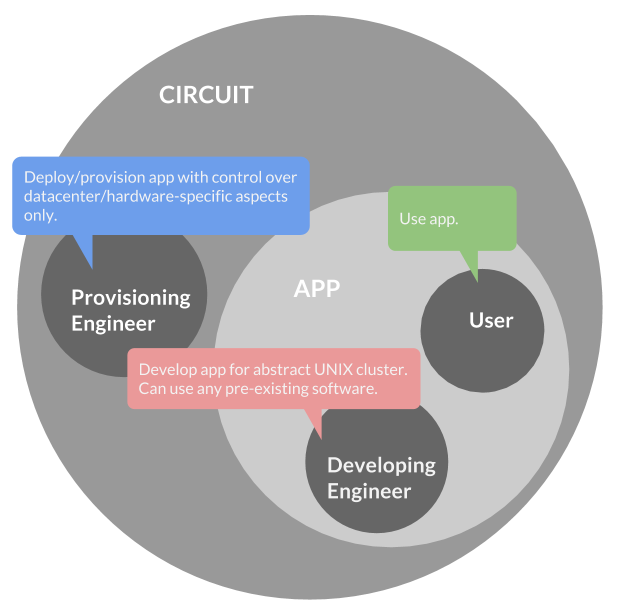 CIRCUIT
Deploy/provision app with control over
datacenter/hardware-specific aspects
only.
Use app.
Provisioning
Engineer
APP
User
Develop app for abstract UNIX cluster.
Can use any pre-existing software.
Developing
Engineer